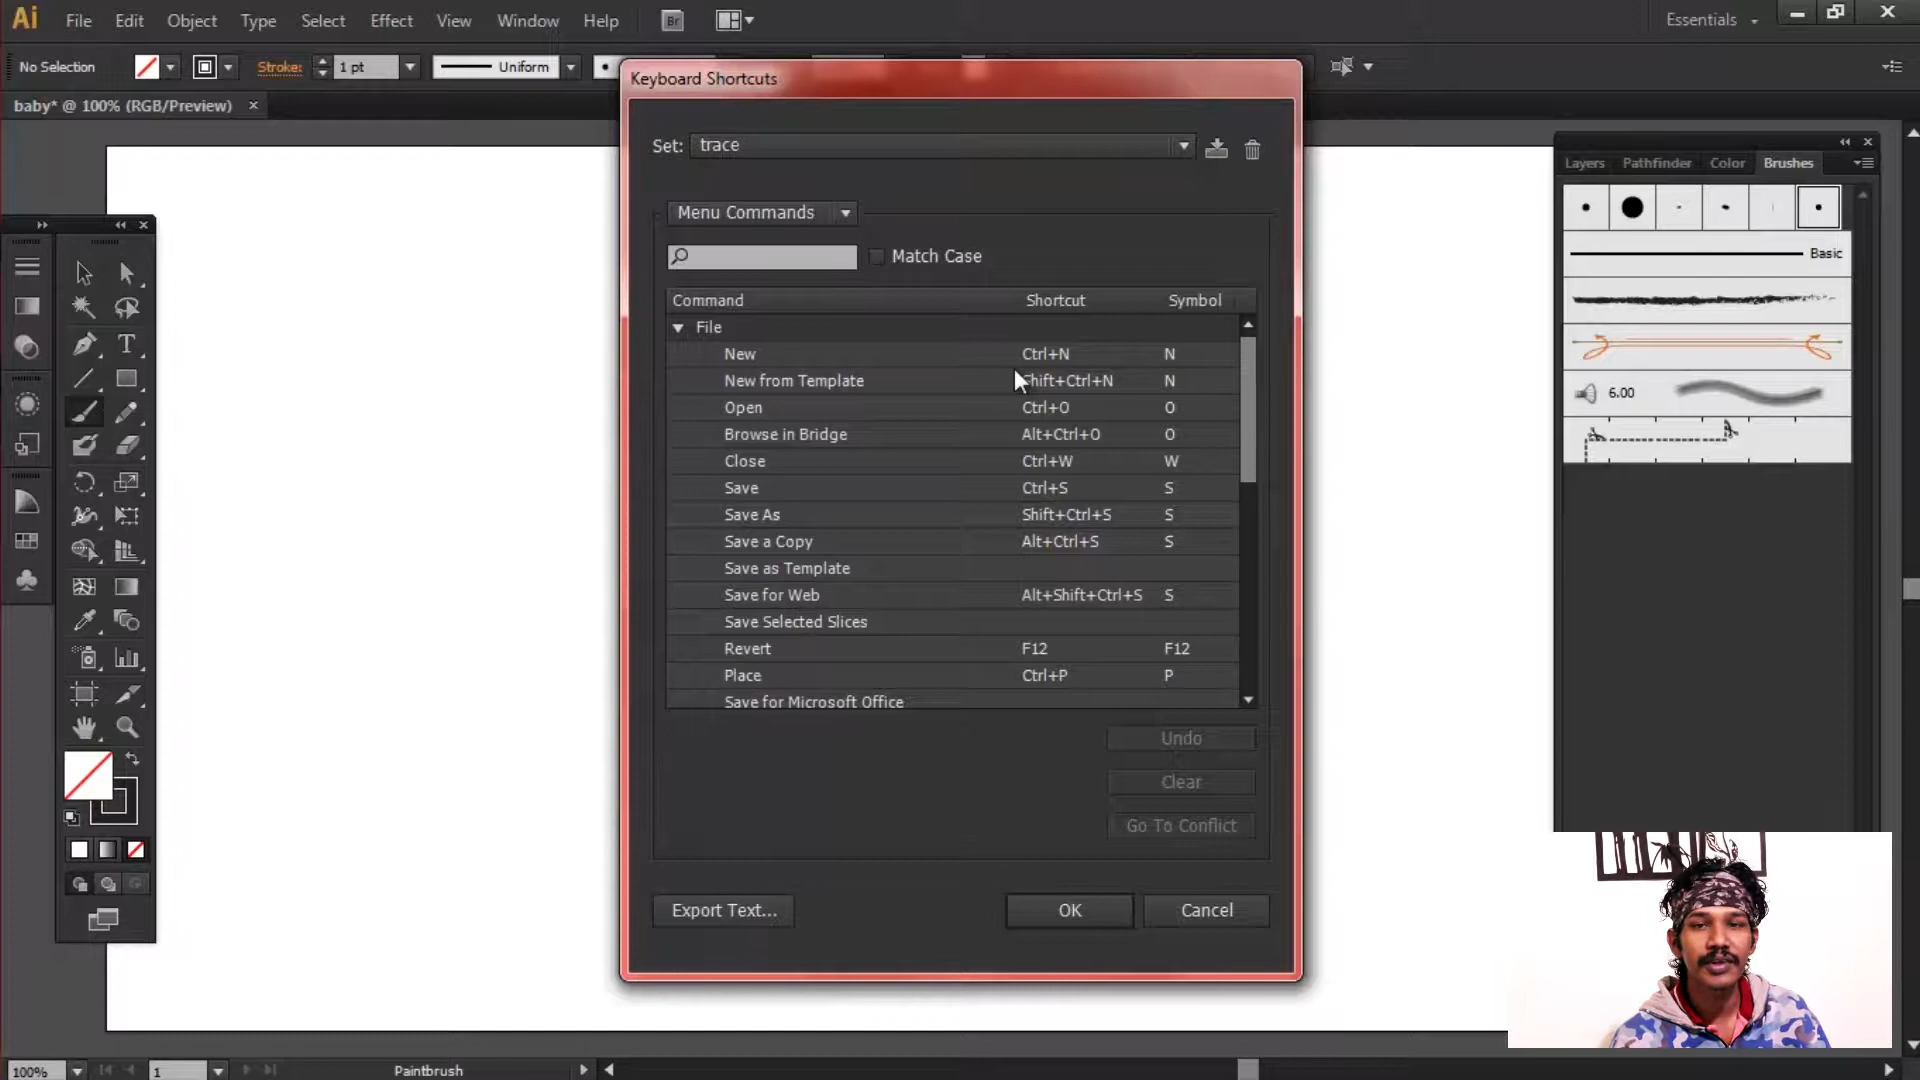 Ai File Edit Object Type Select Effect View Window Help Br Essentials
No Selection Stroke: 1 pt Uniform
baby* @ 100% (RGB/Preview)
Keyboard Shortcuts
Set: trace
Menu Commands
Match Case
Command Shortcut Symbol
File
New Ctrl+N N
New from Template Shift+Ctrl+N N
Open Ctrl+O O
Browse in Bridge Alt+Ctrl+O O
Close Ctrl+W W
Save Ctrl+S S
Save As Shift+Ctrl+S S
Save a Copy Alt+Ctrl+S S
Save as Template
Save for Web Alt+Shift+Ctrl+S S
Save Selected Slices
Revert F12 F12
Place Ctrl+P P
Save for Microsoft Office
Undo
Clear
Go To Conflict
Export Text... OK Cancel
Layers Pathfinder Color Brushes
Basic
6.00
T
100% 1 Paintbrush